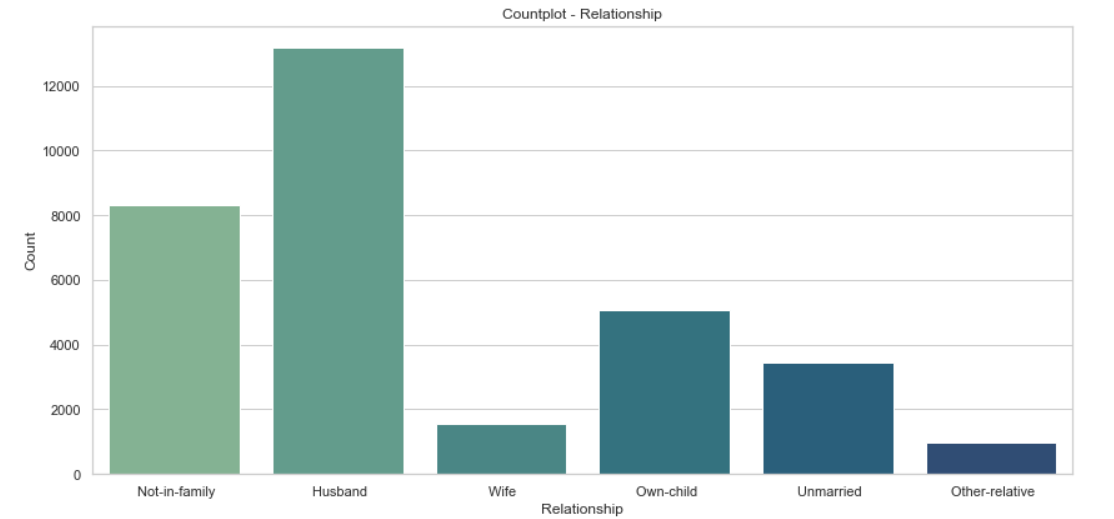 Countplot - Relationship
12000
10000
8000
6000
4000
2000
0
Count
Not-in-family Husband Wife Own-child Unmarried Other-relative
Relationship